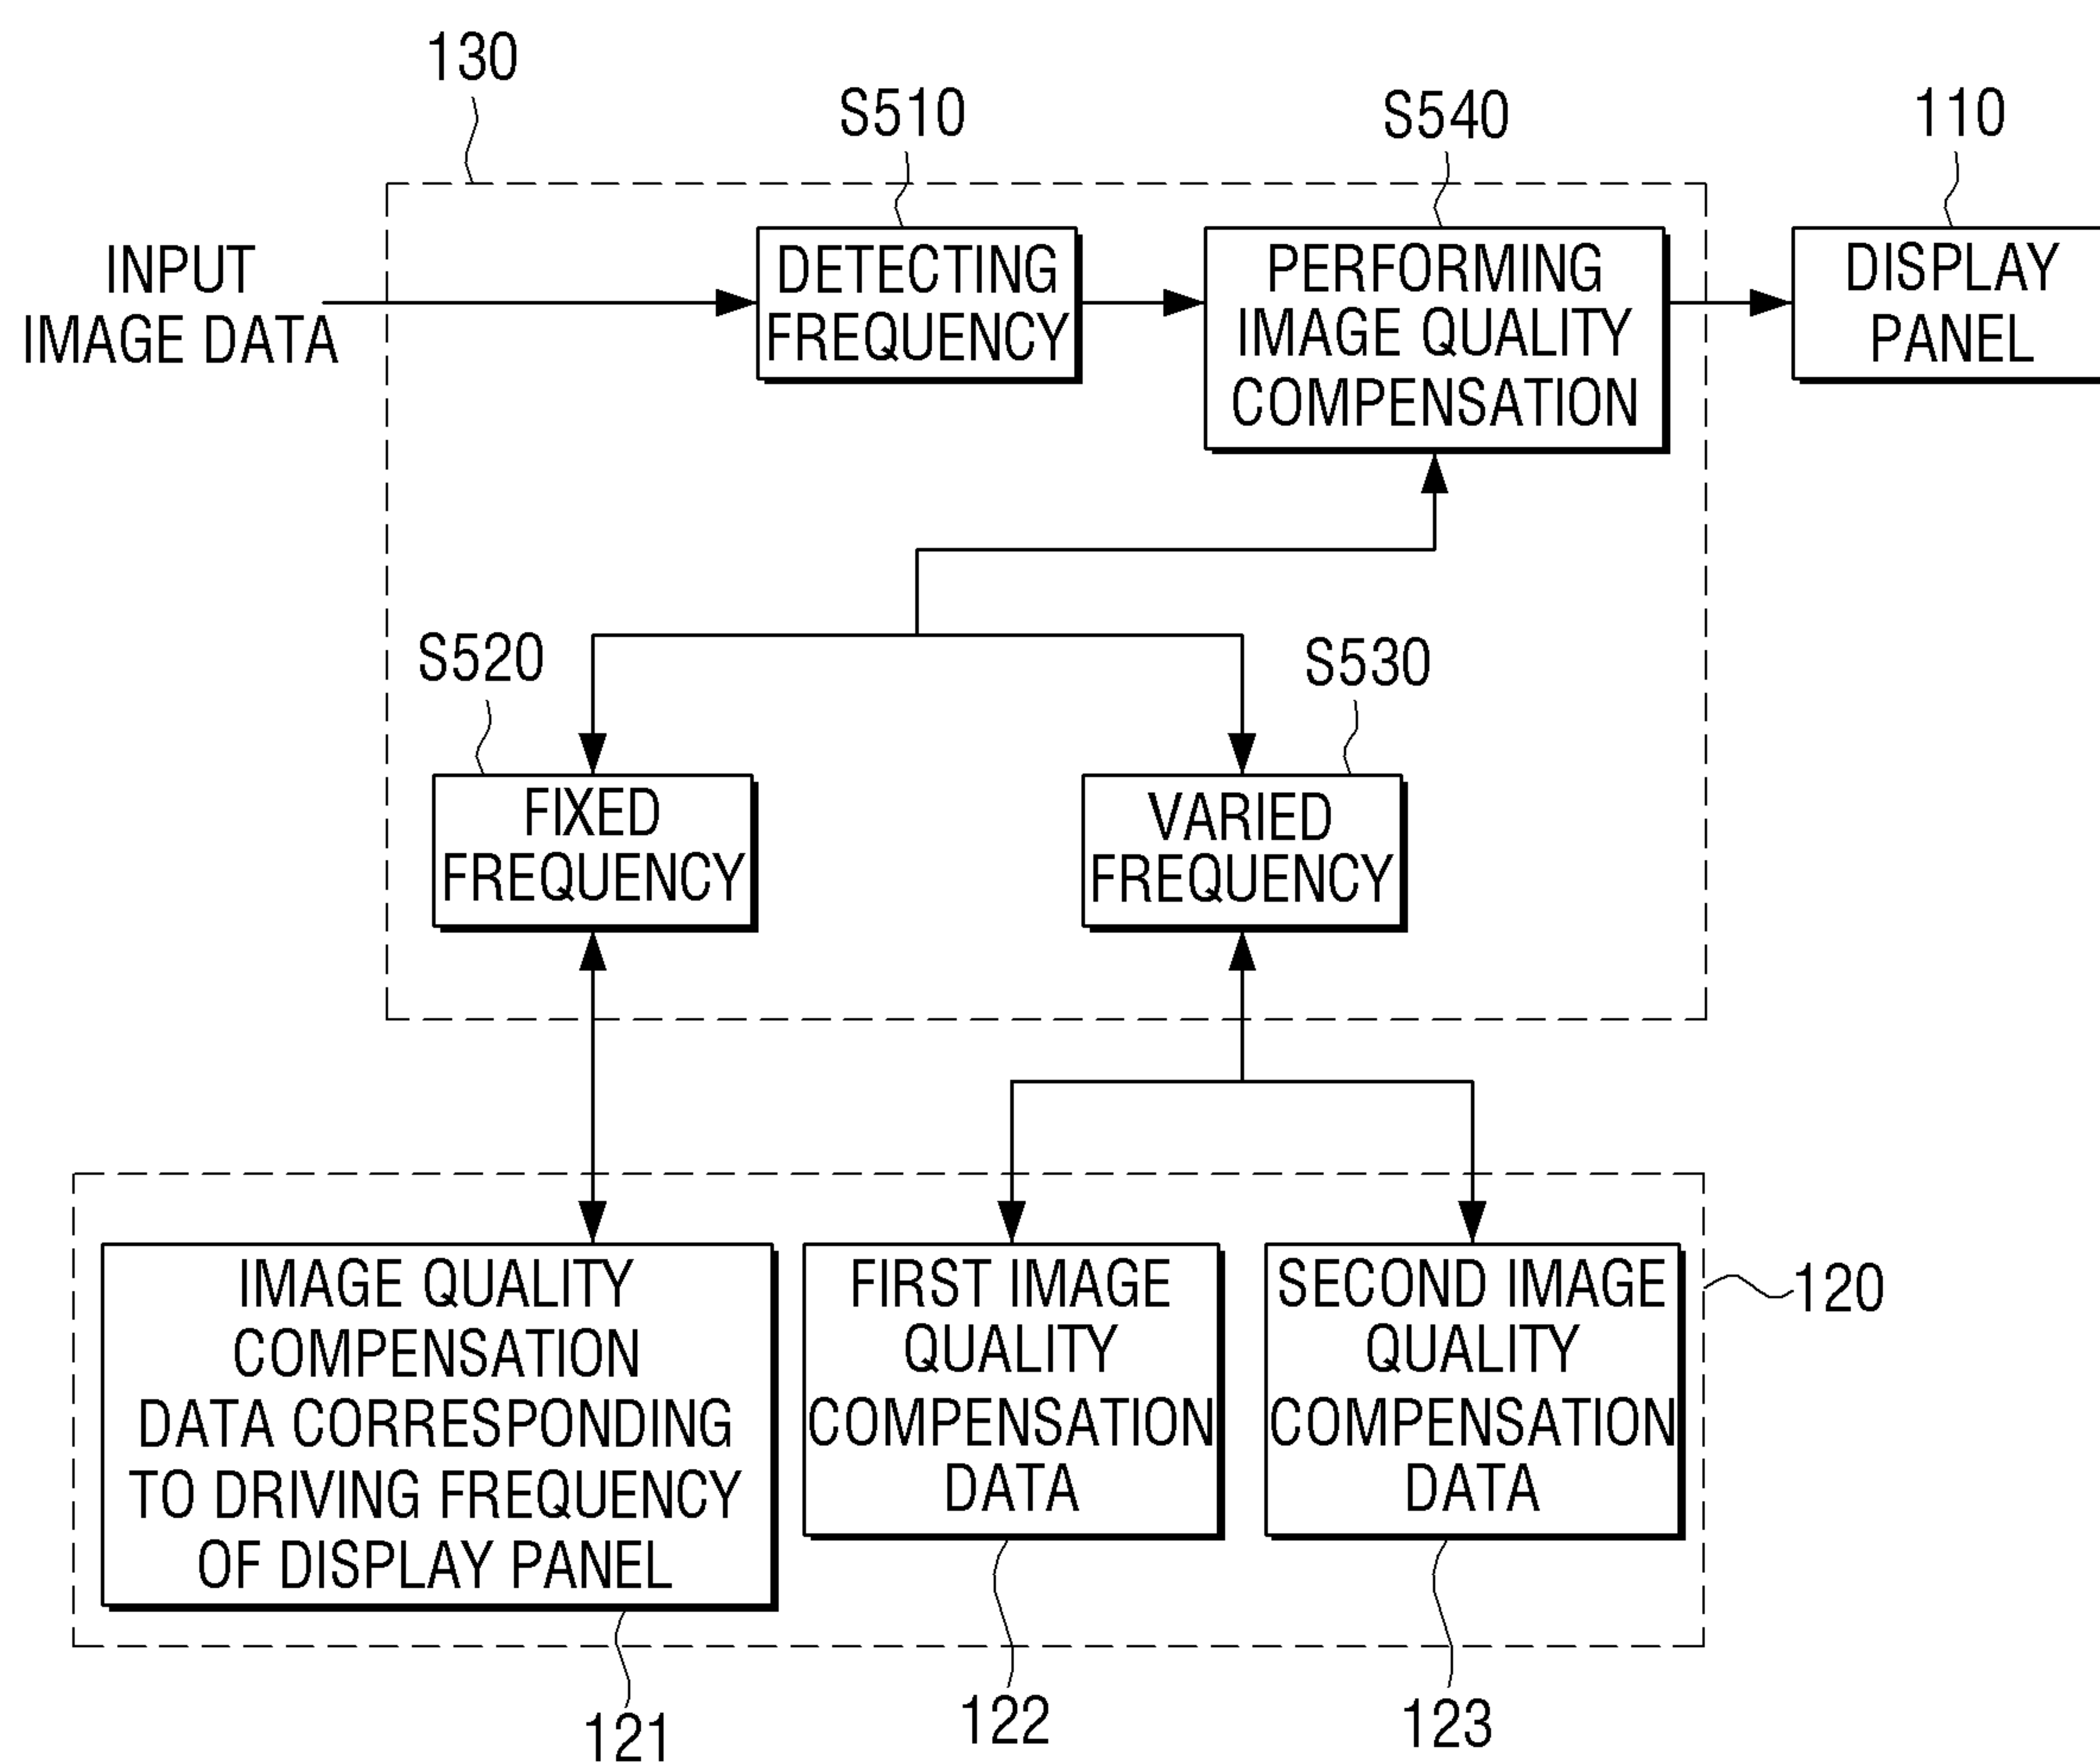 130
S510
S540
110
INPUT
IMAGE DATA
DETECTING
FREQUENCY
PERFORMING
IMAGE QUALITY
COMPENSATION
DISPLAY
PANEL
S520
S530
FIXED
FREQUENCY
VARIED
FREQUENCY
IMAGE QUALITY
COMPENSATION
DATA CORRESPONDING
TO DRIVING FREQUENCY
OF DISPLAY PANEL
FIRST IMAGE
QUALITY
COMPENSATION
DATA
SECOND IMAGE
QUALITY
COMPENSATION
DATA
120
121
122
123